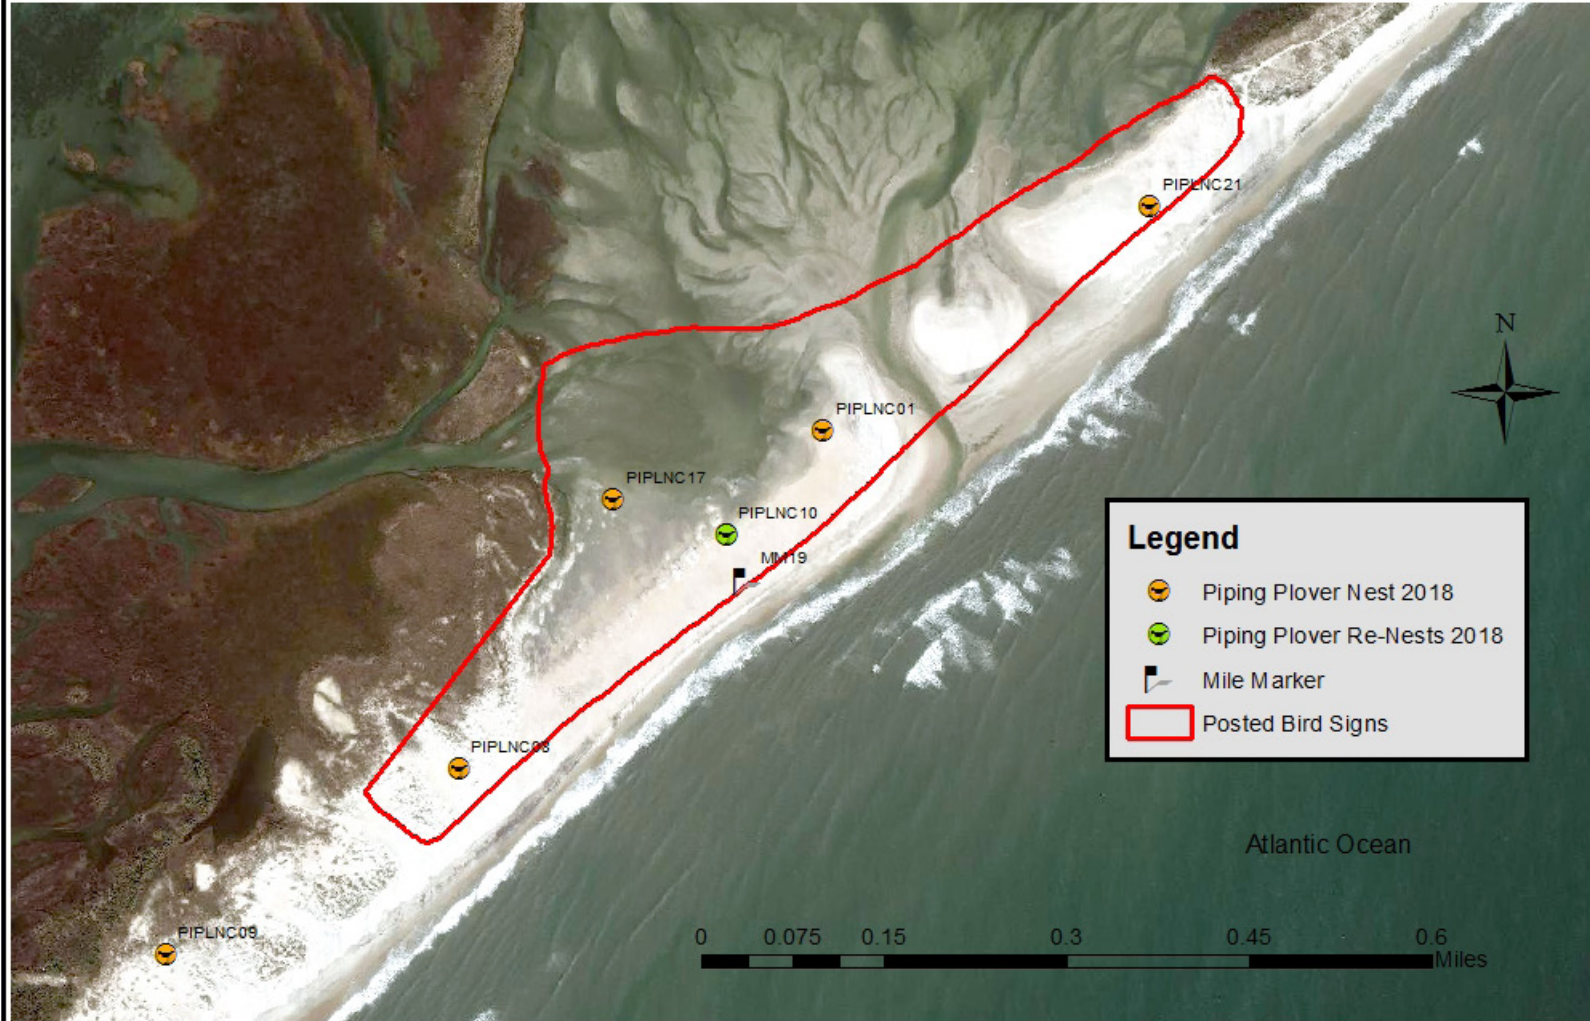 PIPLNC21
N
PIPLNC01
PIPLNC17
PIPLNC10
MM19
Legend
Piping Plover Nest 2018
Piping Plover Re-Nests 2018
Mile Marker
Posted Bird Signs
PIPLNC08
Atlantic Ocean
PIPLNC09
0 0.075 0.15 0.3 0.45 0.6
Miles